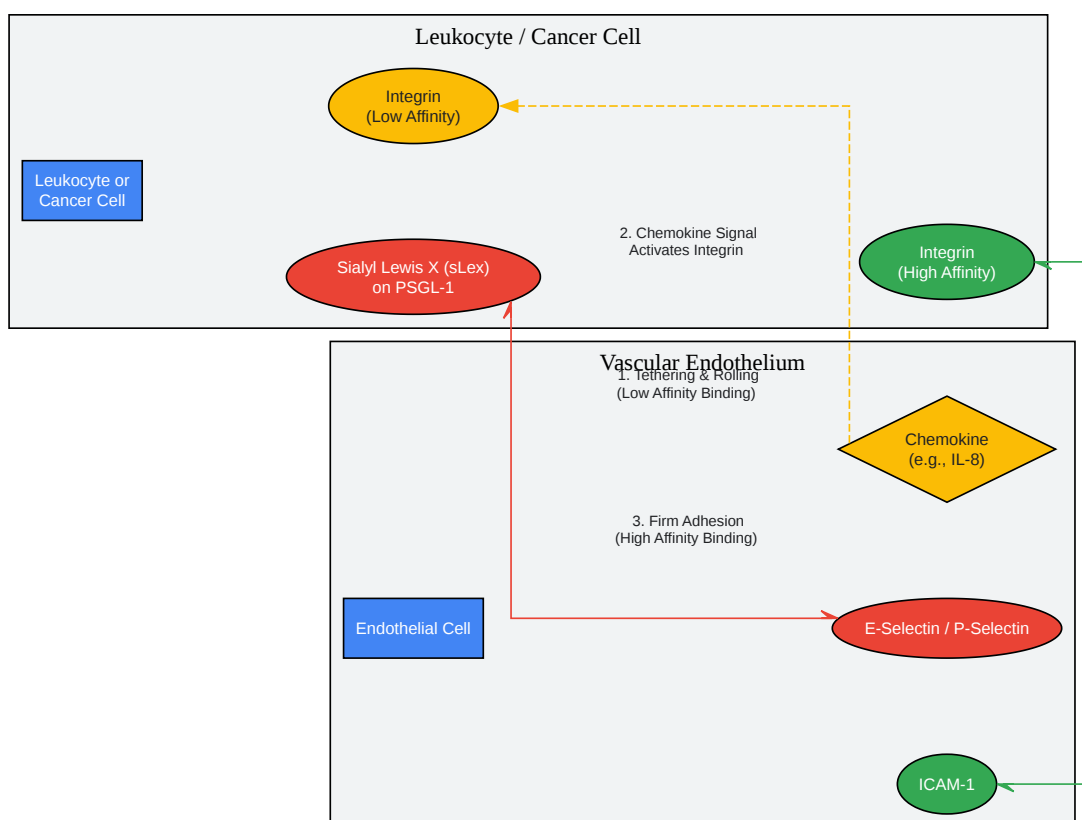 Leukocyte / Cancer Cell
Integrin
(Low Affinity)
Leukocyte or
Cancer Cell
2. Chemokine Signal
Activates Integrin
Integrin
(High Affinity)
Sialyl Lewis X (sLex)
on PSGL-1
Vascular Endothelium
1. Tethering & Rolling
(Low Affinity Binding)
Chemokine
(e.g., IL-8)
3. Firm Adhesion
(High Affinity Binding)
Endothelial Cell
E-Selectin / P-Selectin
ICAM-1